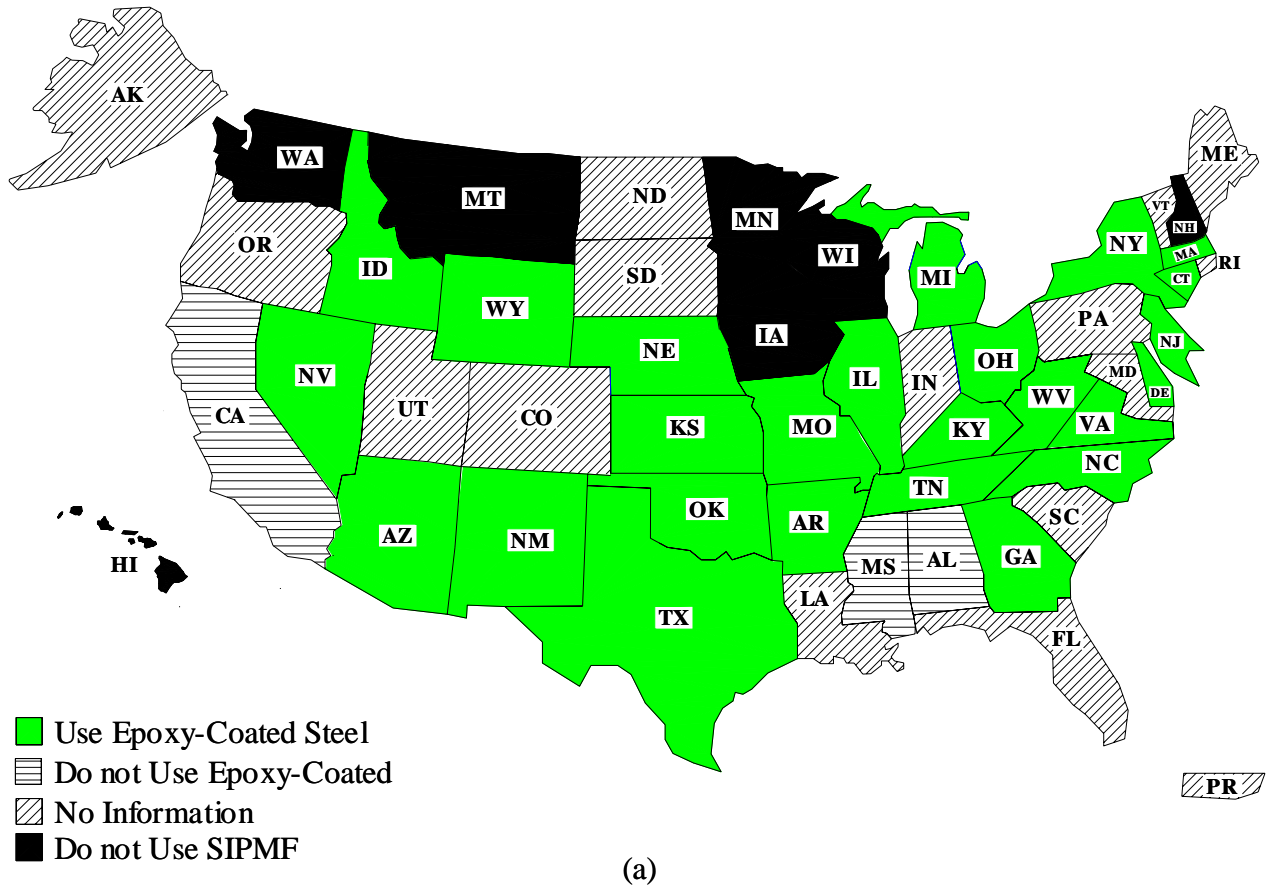 AK
WA
MT
ND
MN
ME
VT
NH
OR
ID
SD
WI
NY
MA
RI
CT
MI
WY
IA
PA
NJ
NE
OH
NV
IL
IN
MD
DE
UT
CO
WV
CA
KS
MO
KY
VA
NC
TN
OK
AR
SC
AZ
NM
HI
MS
AL
GA
LA
TX
FL
Use Epoxy-Coated Steel
Do not Use Epoxy-Coated
No Information
Do not Use SIPMF
PR
(a)